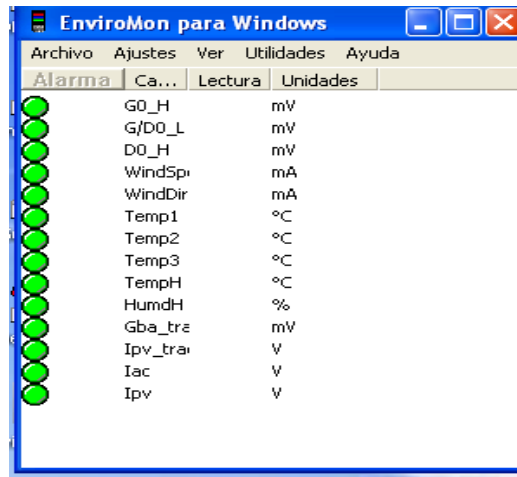 EnviroMon para Windows
Archivo Ajustes Ver Utilidades Ayuda
Alarma Ca... Lectura Unidades
G0_H mV
G/D0_L mV
D0_H mV
WindSp mA
WindDir mA
Temp1 °C
Temp2 °C
Temp3 °C
TempH °C
HumdH %
Gba_tra mV
Ipv_tra V
Iac V
Ipv V